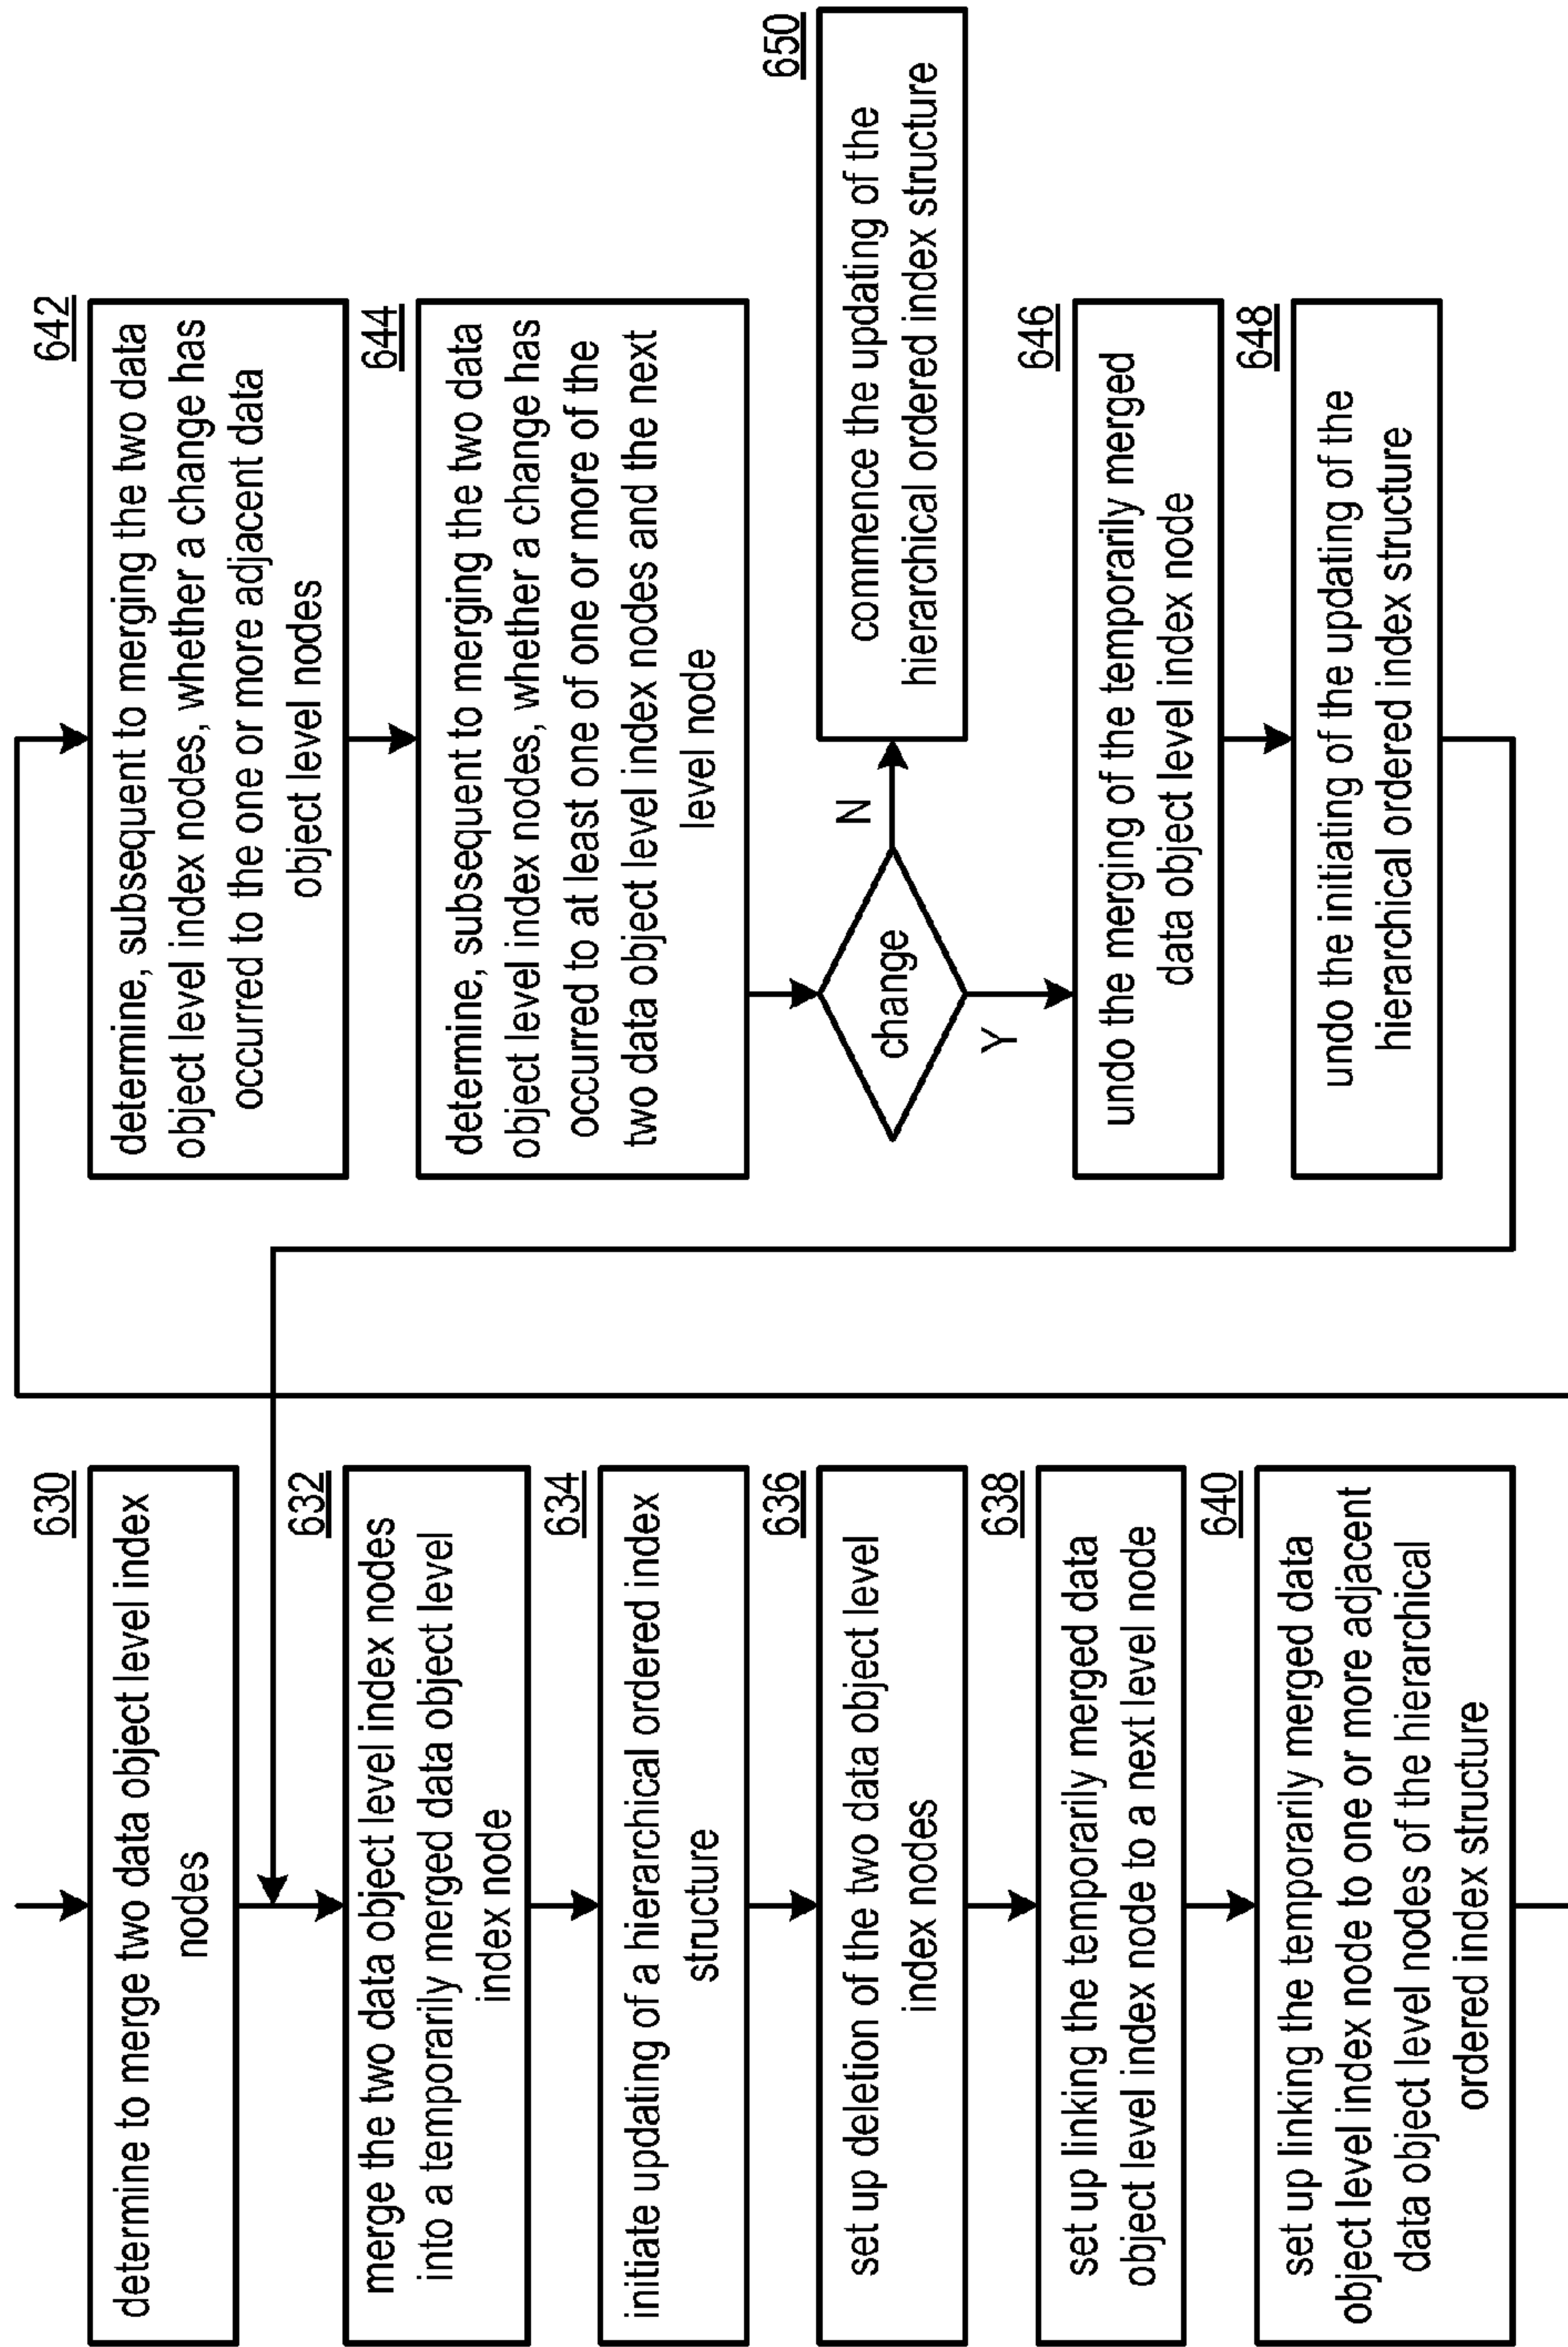 630
determine to merge two data object level index
nodes
632
merge the two data object level index nodes
into a temporarily merged data object level
index node
634
initiate updating of a hierarchical ordered index
structure
636
set up deletion of the two data object level
index nodes
638
set up linking the temporarily merged data
object level index node to a next level node
640
set up linking the temporarily merged data
object level index node to one or more adjacent
data object level nodes of the hierarchical
ordered index structure
642
determine, subsequent to merging the two data
object level index nodes, whether a change has
occurred to the one or more adjacent data
object level nodes
644
determine, subsequent to merging the two data
object level index nodes, whether a change has
occurred to at least one of one or more of the
two data object level index nodes and the next
level node
change
N
Y
650
commence the updating of the
hierarchical ordered index structure
646
undo the merging of the temporarily merged
data object level index node
648
undo the initiating of the updating of the
hierarchical ordered index structure